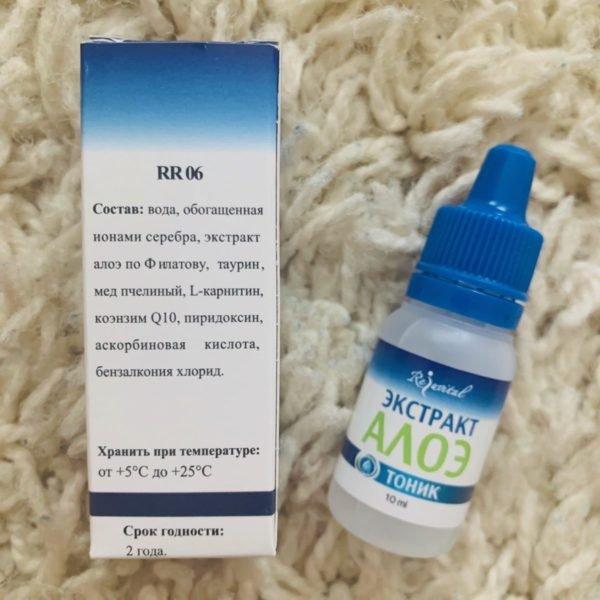 RR 06
Состав: вода, обогащенная
ионами серебра, экстракт
алоэ по Филатову, таурин,
мед пчелиный, L-карнитин,
коэнзим Q10, пиридоксин,
аскорбиновая кислота,
бензалкония хлорид.
Хранить при температуре:
от +5°С до +25°С
Срок годности:
2 года.
ЭКСТРАКТ
АЛОЭ
ТОНИК
10 ml